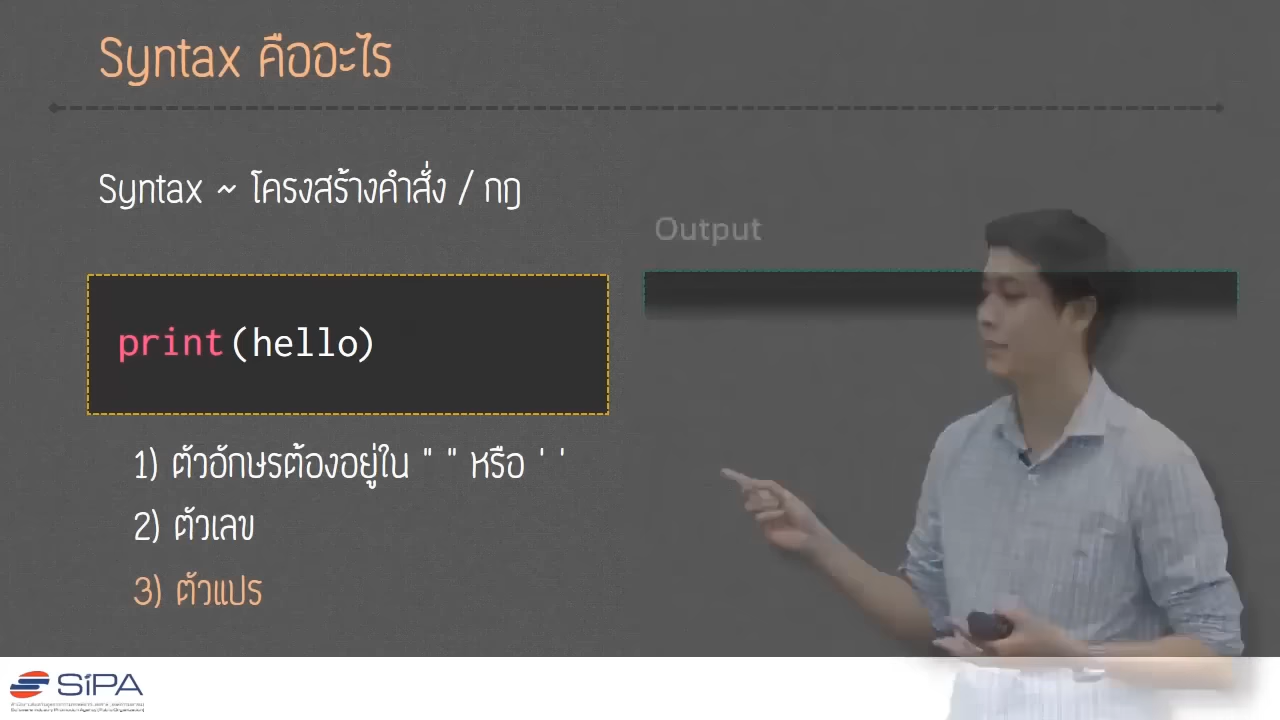 Syntax คืออะไร
Syntax ~ โครงสร้างคำสั่ง / กฎ
Output
print(hello)
1) ตัวอักษรต้องอยู่ใน " " หรือ ' '
2) ตัวเลข
3) ตัวแปร
SiPA